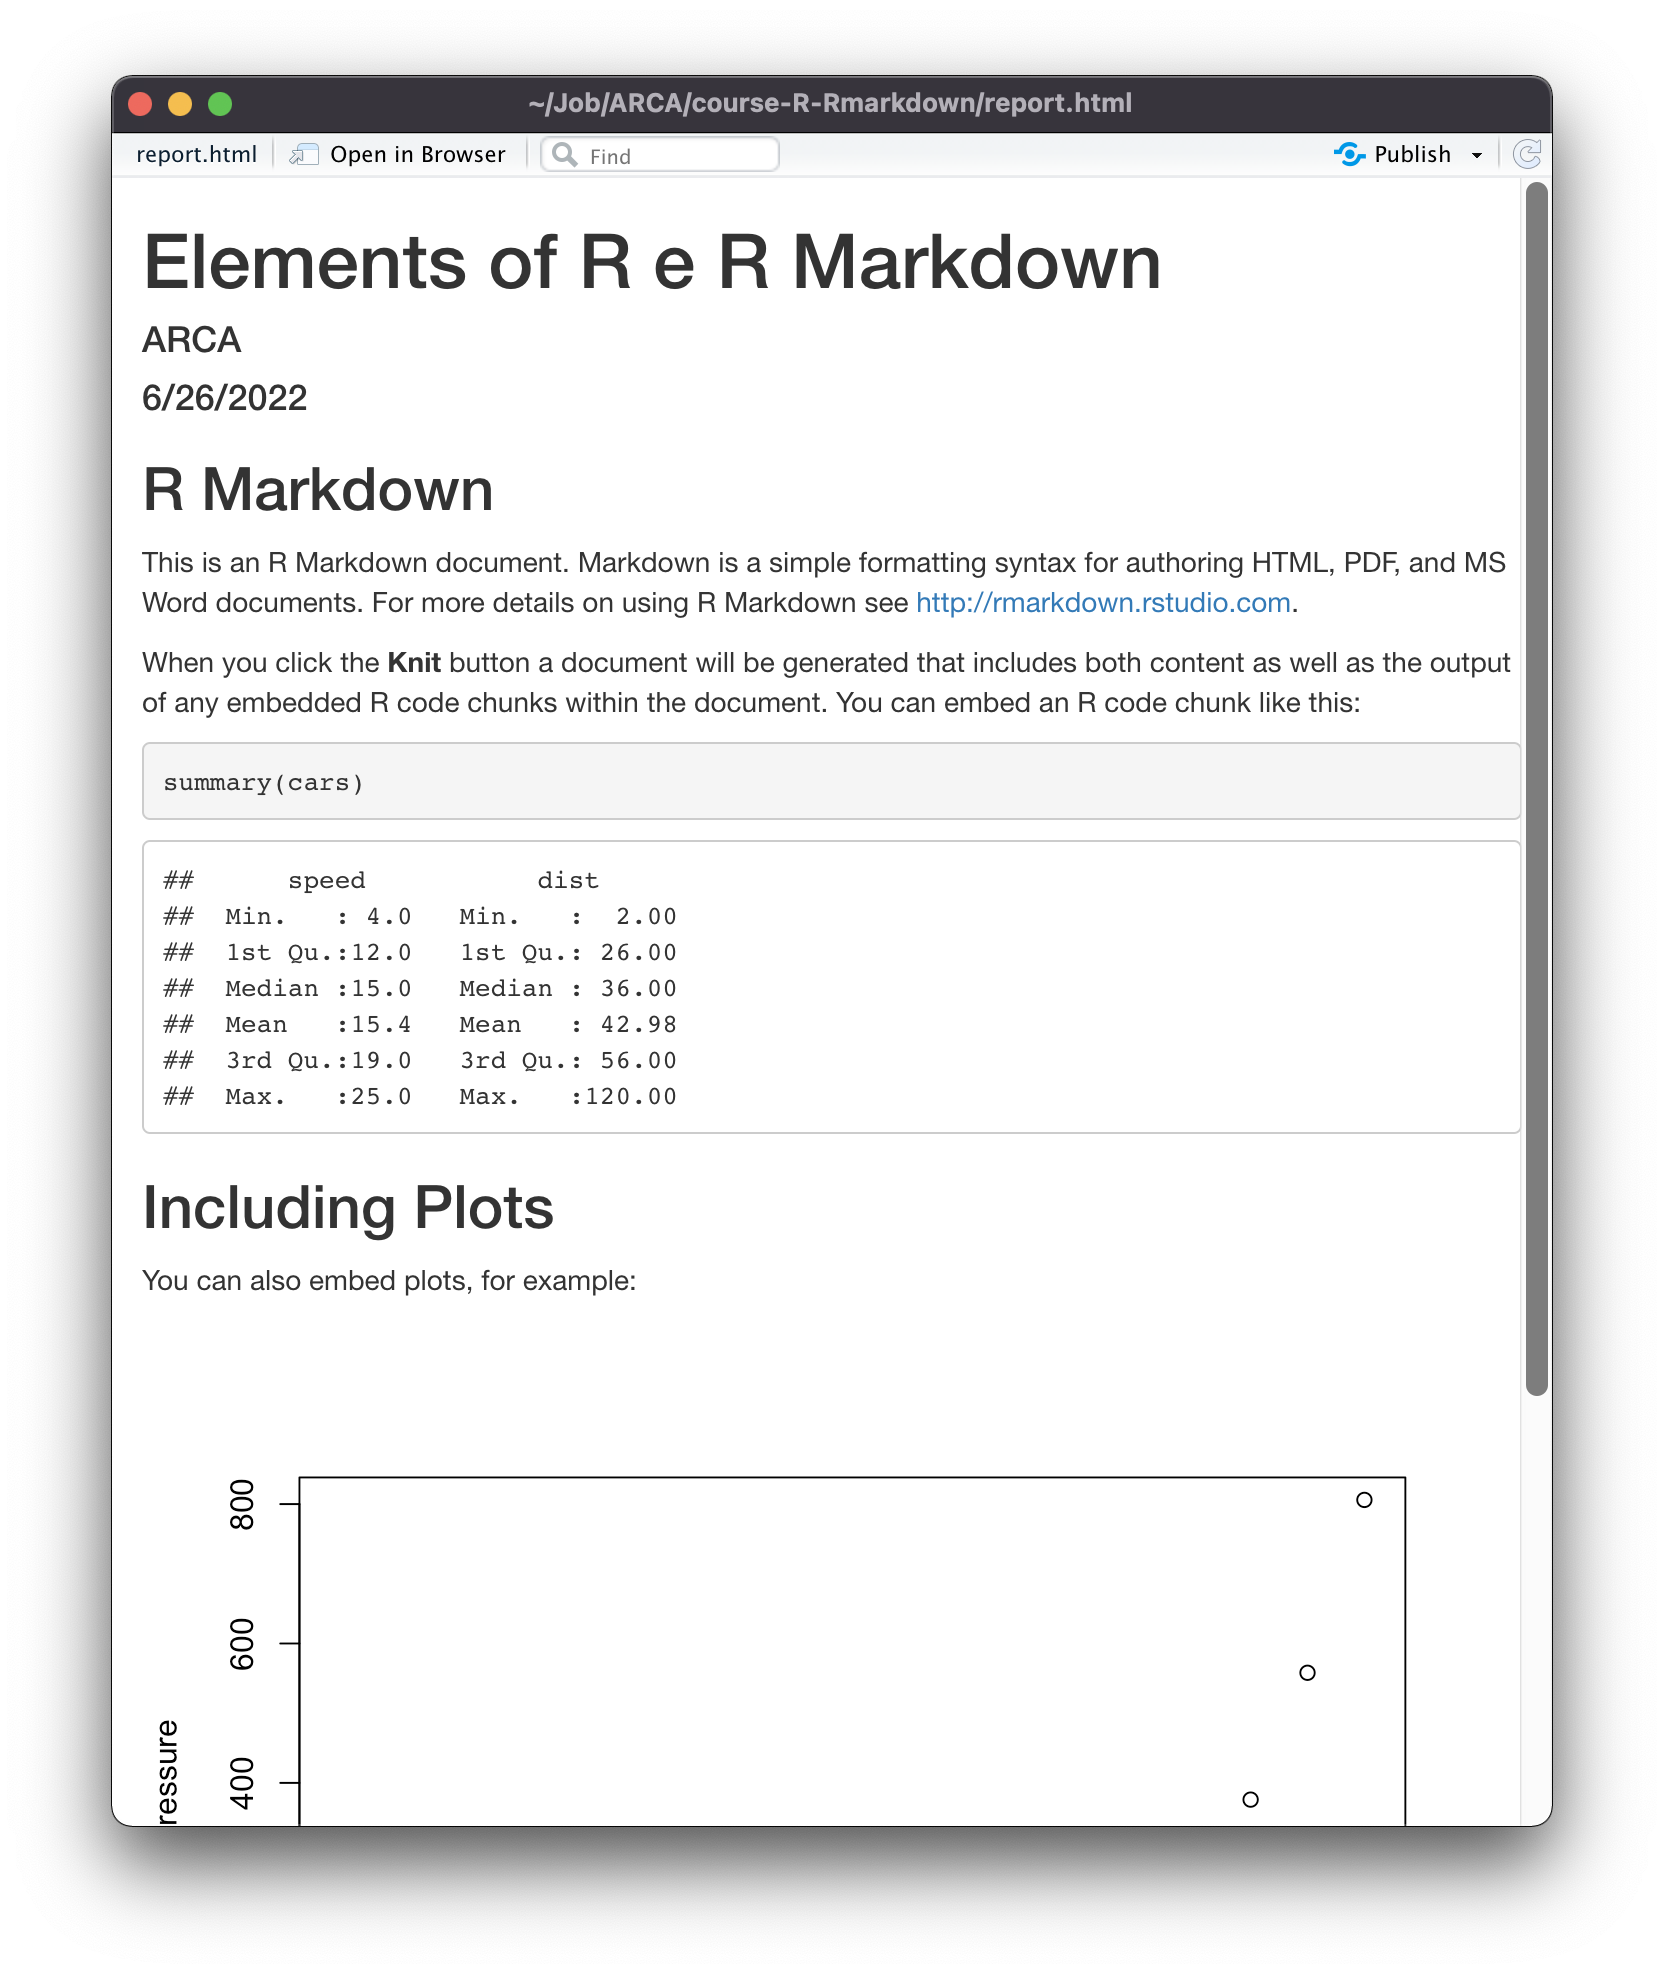 ~/Job/ARCA/course-R-Rmarkdown/report.html
report.html Open in Browser Find Publish
Elements of R e R Markdown
ARCA
6/26/2022
R Markdown
This is an R Markdown document. Markdown is a simple formatting syntax for authoring HTML, PDF, and MS
Word documents. For more details on using R Markdown see http://rmarkdown.rstudio.com.
When you click the Knit button a document will be generated that includes both content as well as the output
of any embedded R code chunks within the document. You can embed an R code chunk like this:
summary(cars)
##      speed           dist
##  Min.   : 4.0   Min.   :  2.00
##  1st Qu.:12.0   1st Qu.: 26.00
##  Median :15.0   Median : 36.00
##  Mean   :15.4   Mean   : 42.98
##  3rd Qu.:19.0   3rd Qu.: 56.00
##  Max.   :25.0   Max.   :120.00
Including Plots
You can also embed plots, for example:
800
600
400
ressure